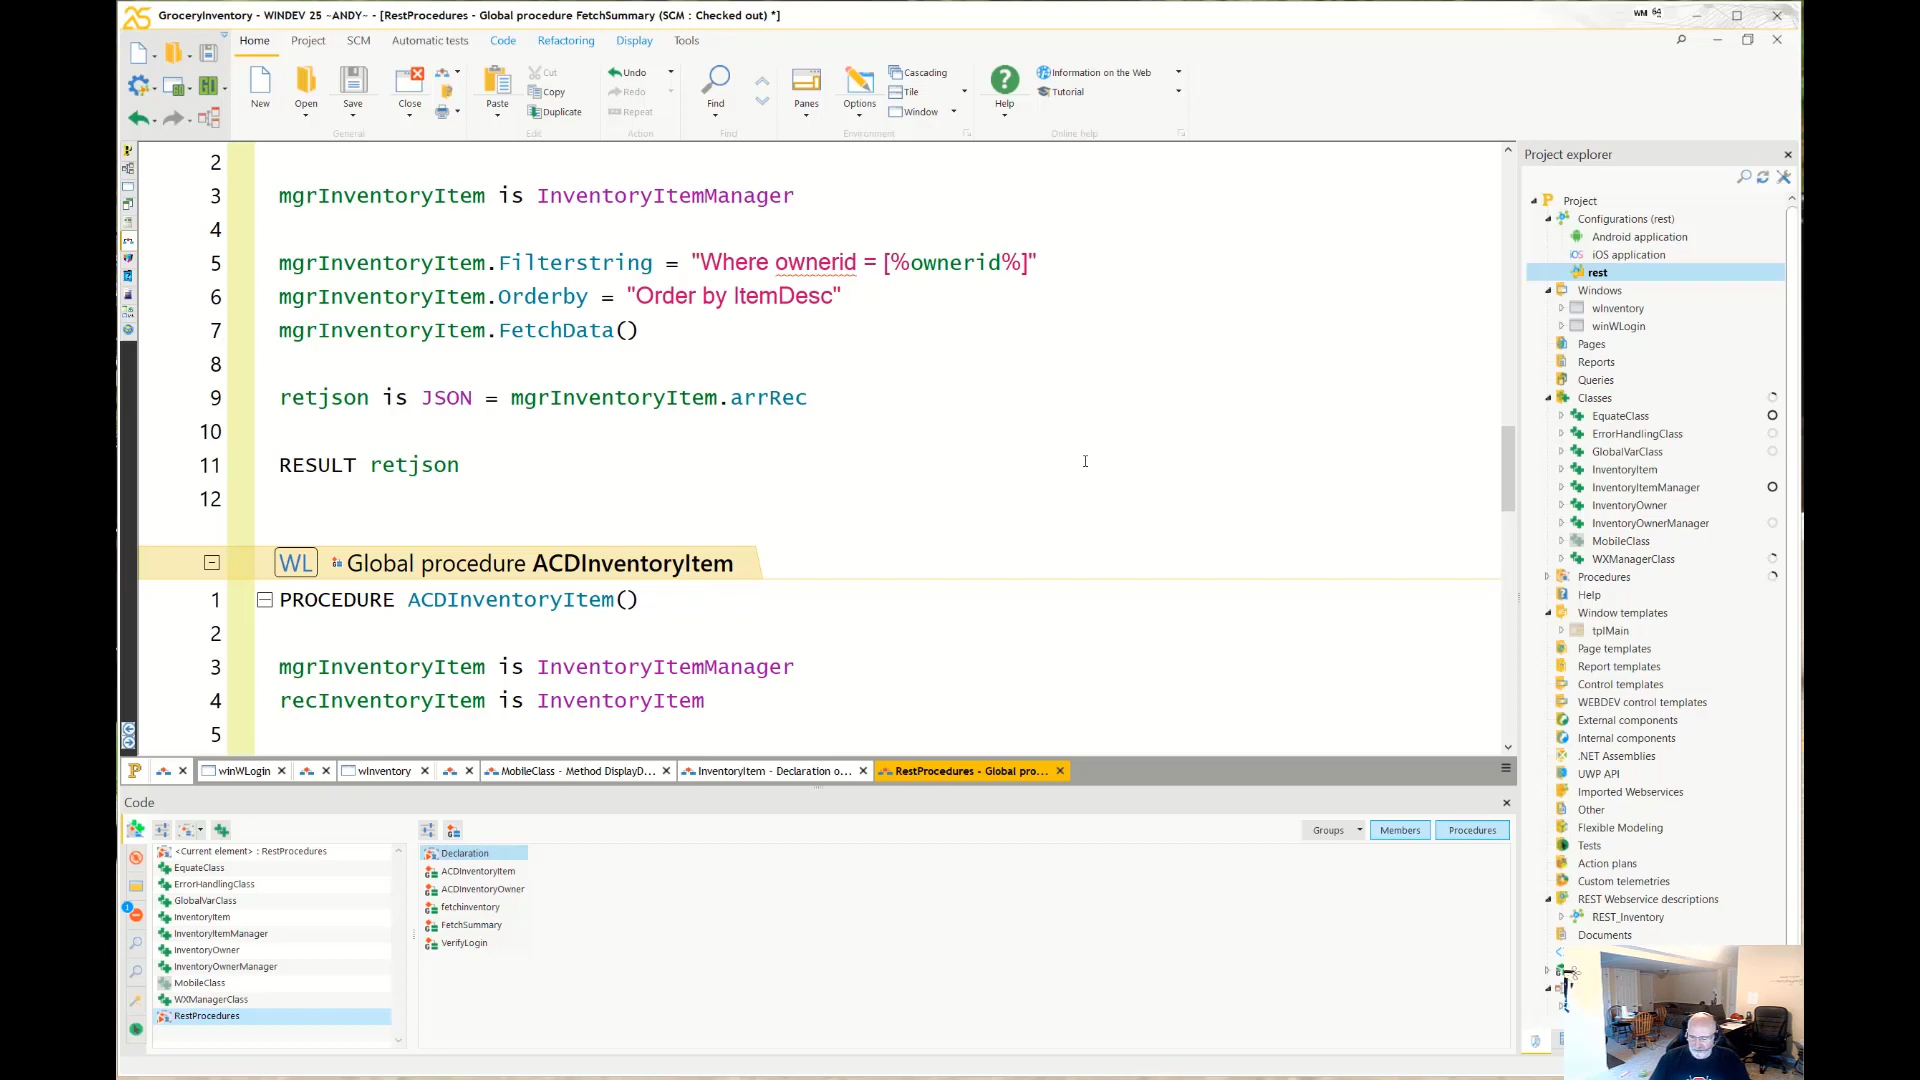 GroceryInventory - WINDEV 25 ~ANDY~ - [RestProcedures - Global procedure FetchSummary (SCM : Checked out) *]
WM 64
Home Project SCM Automatic tests Code Refactoring Display Tools
New Open Save Close Paste Cut Copy Duplicate Undo Redo Repeat Find Panes Options Cascading Tile Window Help Information on the Web Tutorial
General Edit Action Find Environment Online help
2
3 mgrInventoryItem is InventoryItemManager
4
5 mgrInventoryItem.Filterstring = "Where ownerid = [%ownerid%]"
6 mgrInventoryItem.Orderby = "Order by ItemDesc"
7 mgrInventoryItem.FetchData()
8
9 retjson is JSON = mgrInventoryItem.arrRec
10
11 RESULT retjson
12
WL Global procedure ACDInventoryItem
1 PROCEDURE ACDInventoryItem()
2
3 mgrInventoryItem is InventoryItemManager
4 recInventoryItem is InventoryItem
5
winWLogin wInventory MobileClass - Method DisplayD... InventoryItem - Declaration o... RestProcedures - Global pro...
Code
Groups Members Procedures
<Current element> : RestProcedures
EquateClass
ErrorHandlingClass
GlobalVarClass
InventoryItem
InventoryItemManager
InventoryOwner
InventoryOwnerManager
MobileClass
WXManagerClass
RestProcedures
Declaration
ACDInventoryItem
ACDInventoryOwner
fetchinventory
FetchSummary
VerifyLogin
Project explorer
Project
Configurations (rest)
Android application
iOS application
rest
Windows
wInventory
winWLogin
Pages
Reports
Queries
Classes
EquateClass
ErrorHandlingClass
GlobalVarClass
InventoryItem
InventoryItemManager
InventoryOwner
InventoryOwnerManager
MobileClass
WXManagerClass
Procedures
Help
Window templates
tplMain
Page templates
Report templates
Control templates
WEBDEV control templates
External components
Internal components
.NET Assemblies
UWP API
Imported Webservices
Other
Flexible Modeling
Tests
Action plans
Custom telemetries
REST Webservice descriptions
REST_Inventory
Documents